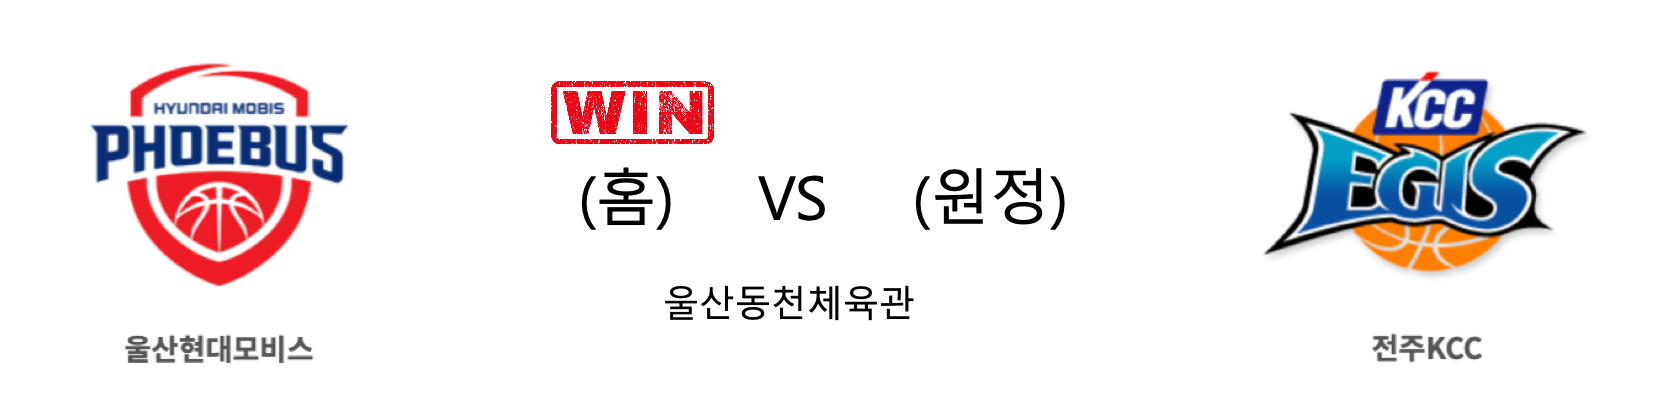 HYUNDAI MOBIS
PHOEBUS
울산현대모비스
WIN
(홈) VS (원정)
울산동천체육관
KCC
EGIS
전주KCC